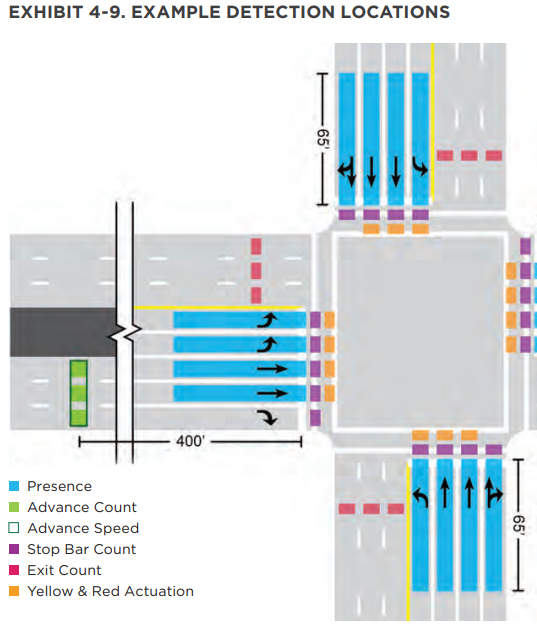 EXHIBIT 4-9. EXAMPLE DETECTION LOCATIONS
65'
400'
65'
Presence
Advance Count
Advance Speed
Stop Bar Count
Exit Count
Yellow & Red Actuation